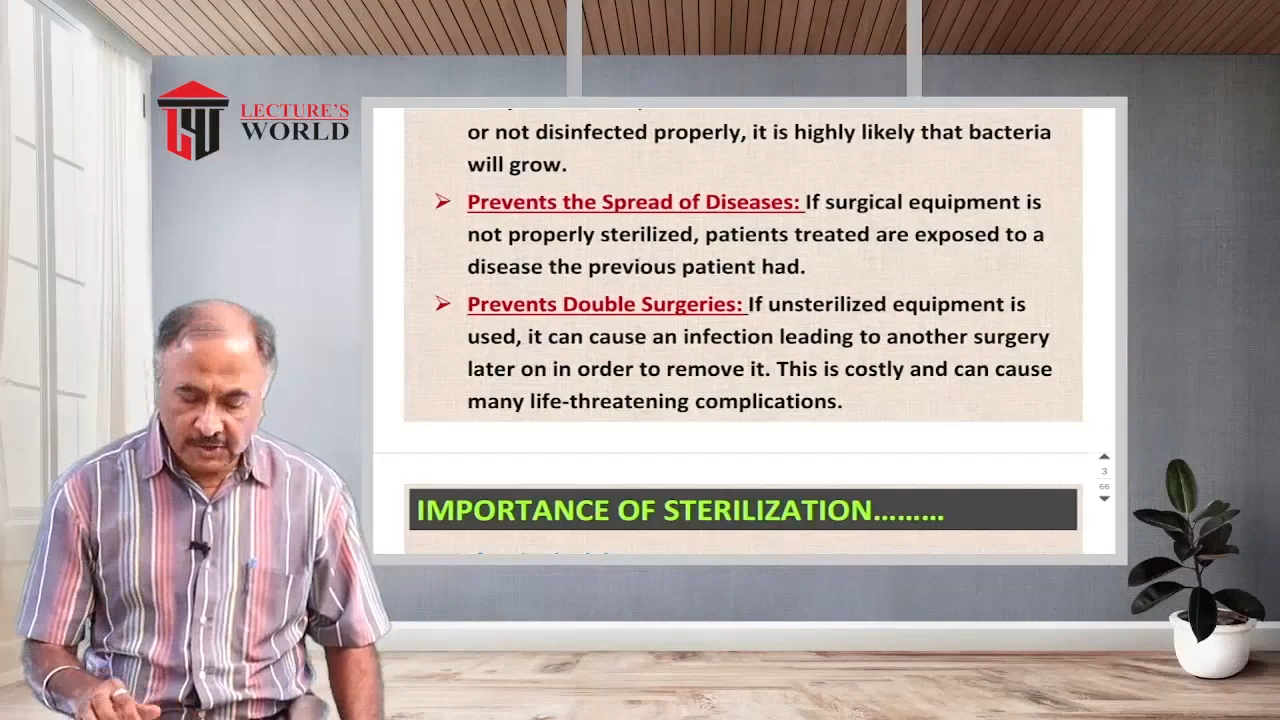 LECTURE'S
WORLD
or not disinfected properly, it is highly likely that bacteria
will grow.
➢ Prevents the Spread of Diseases: If surgical equipment is
not properly sterilized, patients treated are exposed to a
disease the previous patient had.
➢ Prevents Double Surgeries: If unsterilized equipment is
used, it can cause an infection leading to another surgery
later on in order to remove it. This is costly and can cause
many life-threatening complications.
3
66
IMPORTANCE OF STERILIZATION.........